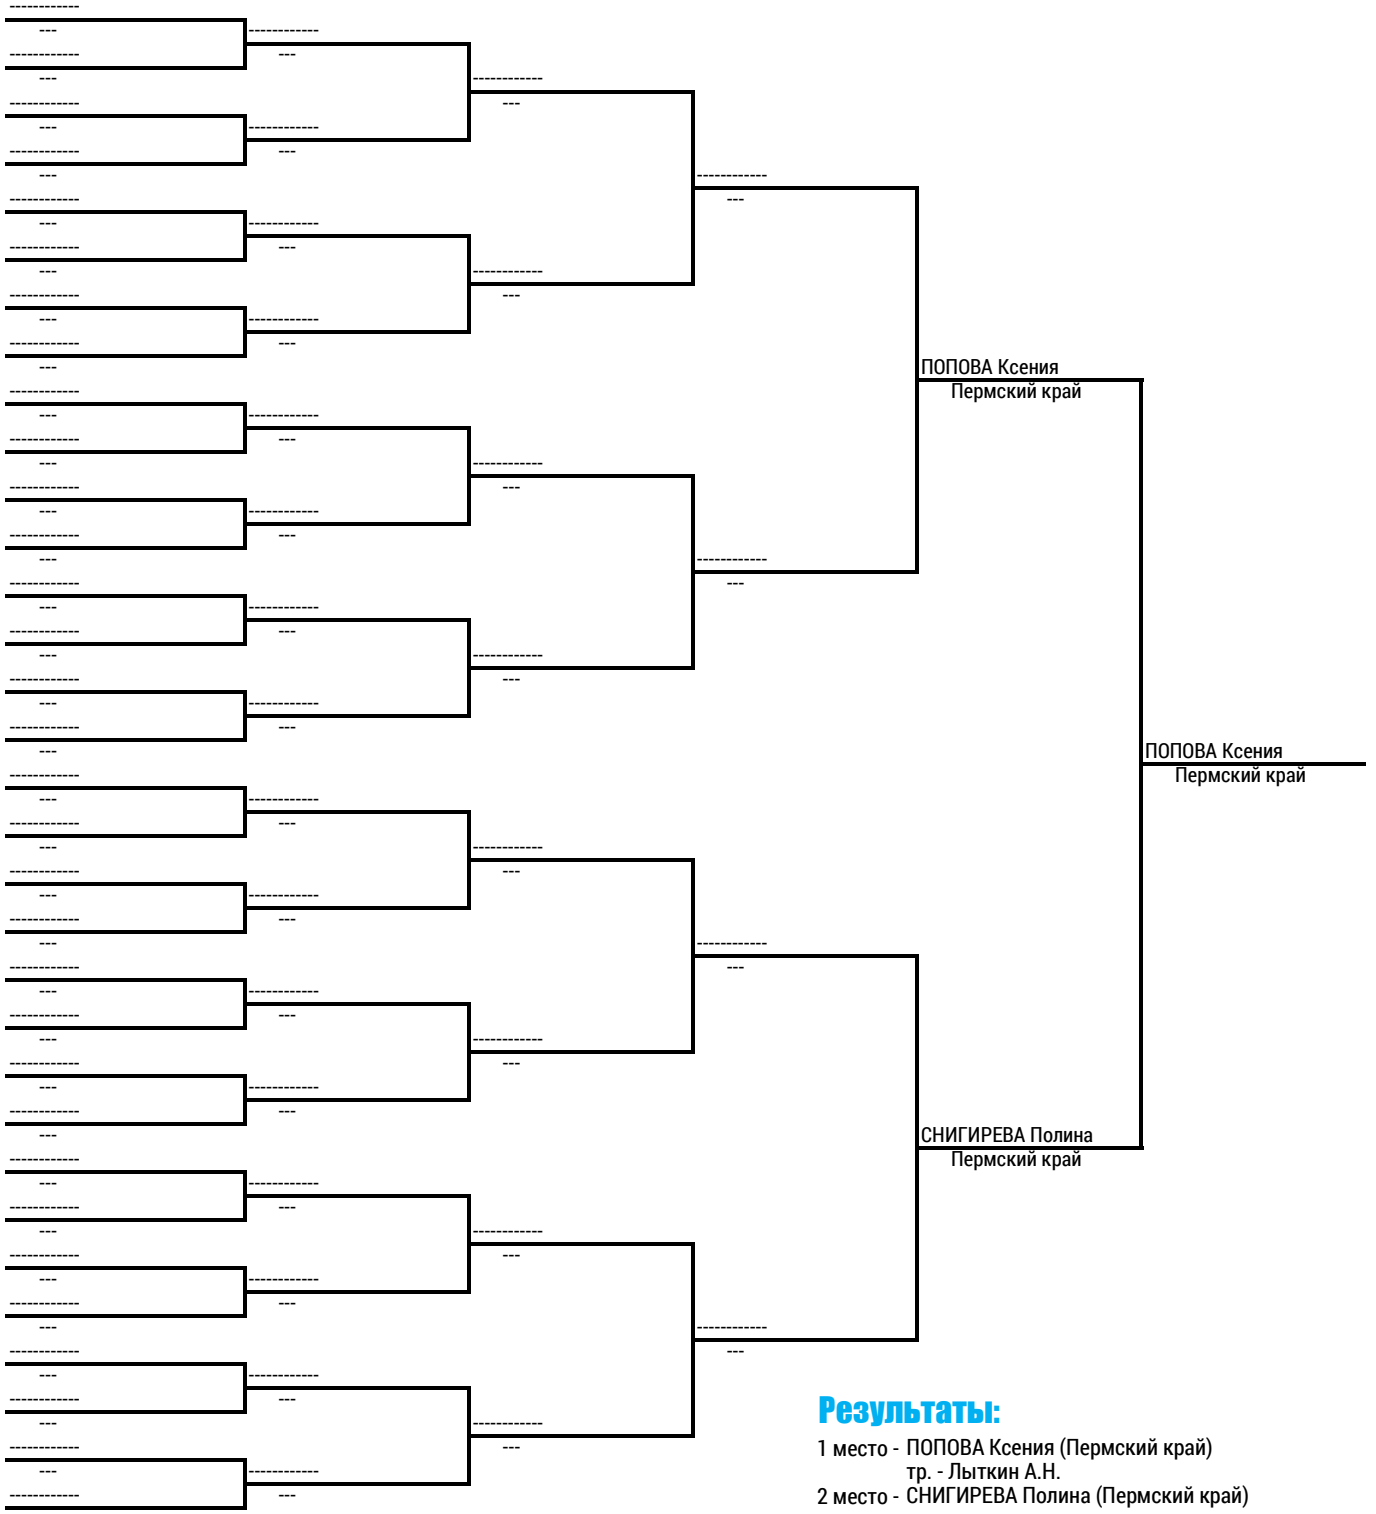 ПОПОВА Ксения
Пермский край
ПОПОВА Ксения
Пермский край
СНИГИРЕВА Полина
Пермский край
Результаты:
1 место - ПОПОВА Ксения (Пермский край)
тр. - Лыткин А.Н.
2 место - СНИГИРЕВА Полина (Пермский край)